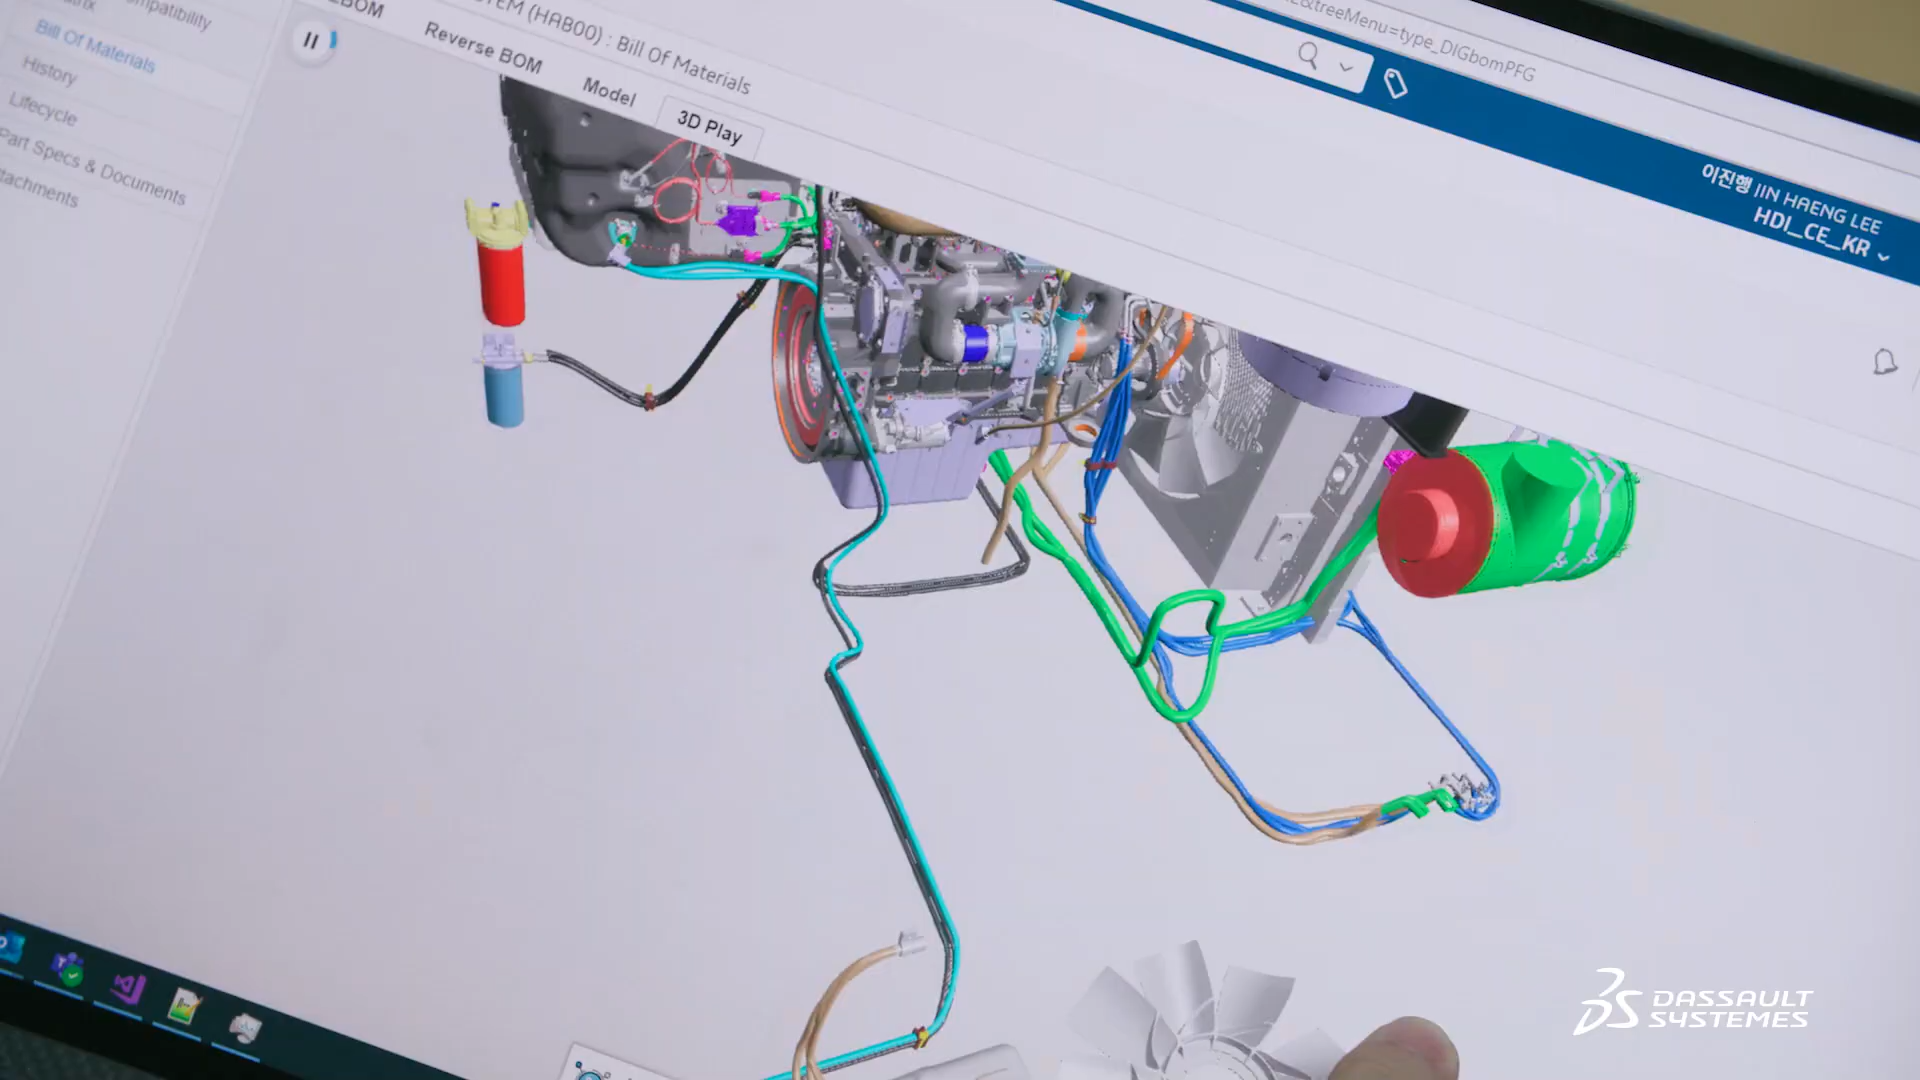 Bill Of Materials
History
Lifecycle
Part Specs & Documents
EBOM
Reverse BOM
Model
3D Play
(HAB00) : Bill Of Materials
treeMenu=type_DIGbomPFG
이진행 JIN HAENG LEE
HDI_CE_KR
DASSAULT
SYSTEMES